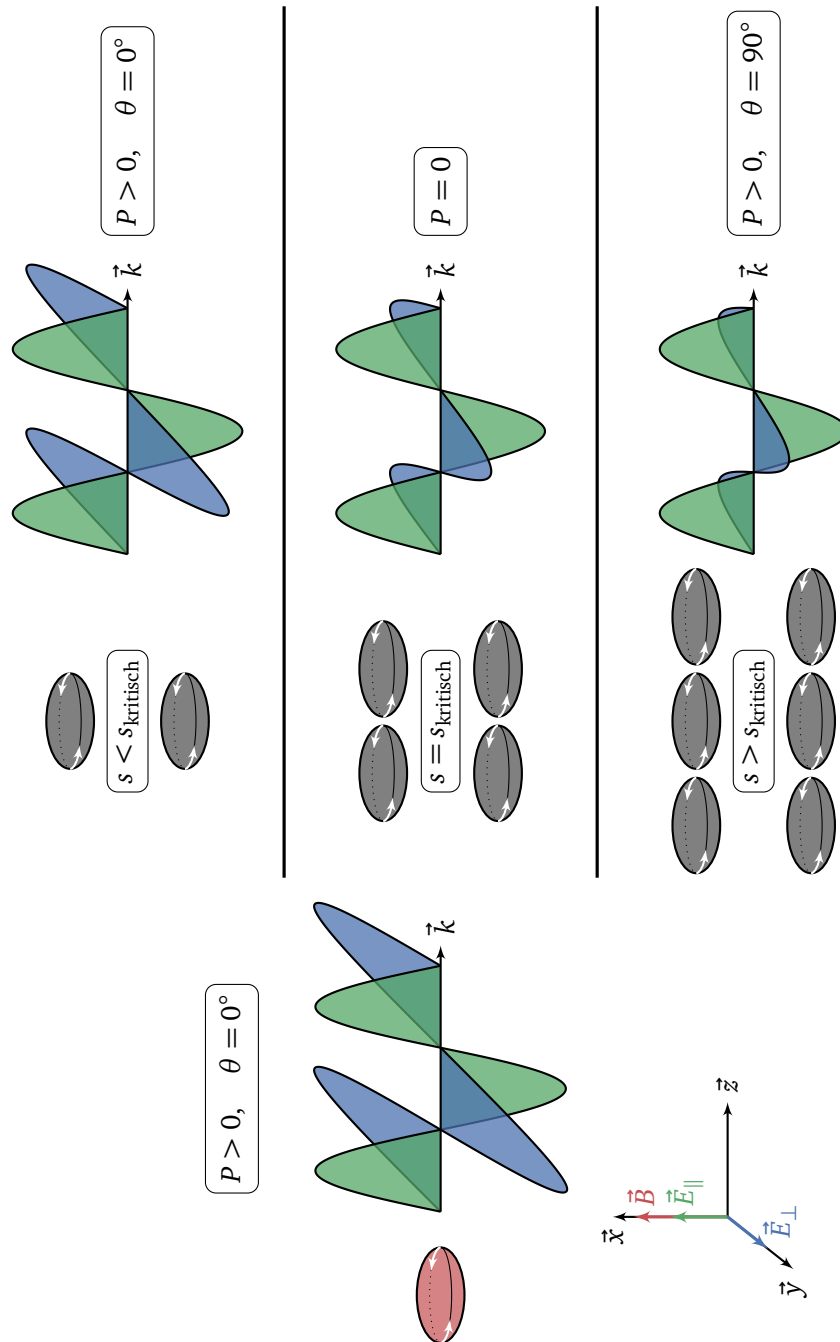 P > 0, θ = 0°
k⃗
x⃗
B⃗
E⃗∥
E⃗⊥
y⃗
z⃗
s < s_kritisch
k⃗
P > 0, θ = 0°
s = s_kritisch
k⃗
P = 0
s > s_kritisch
k⃗
P > 0, θ = 90°